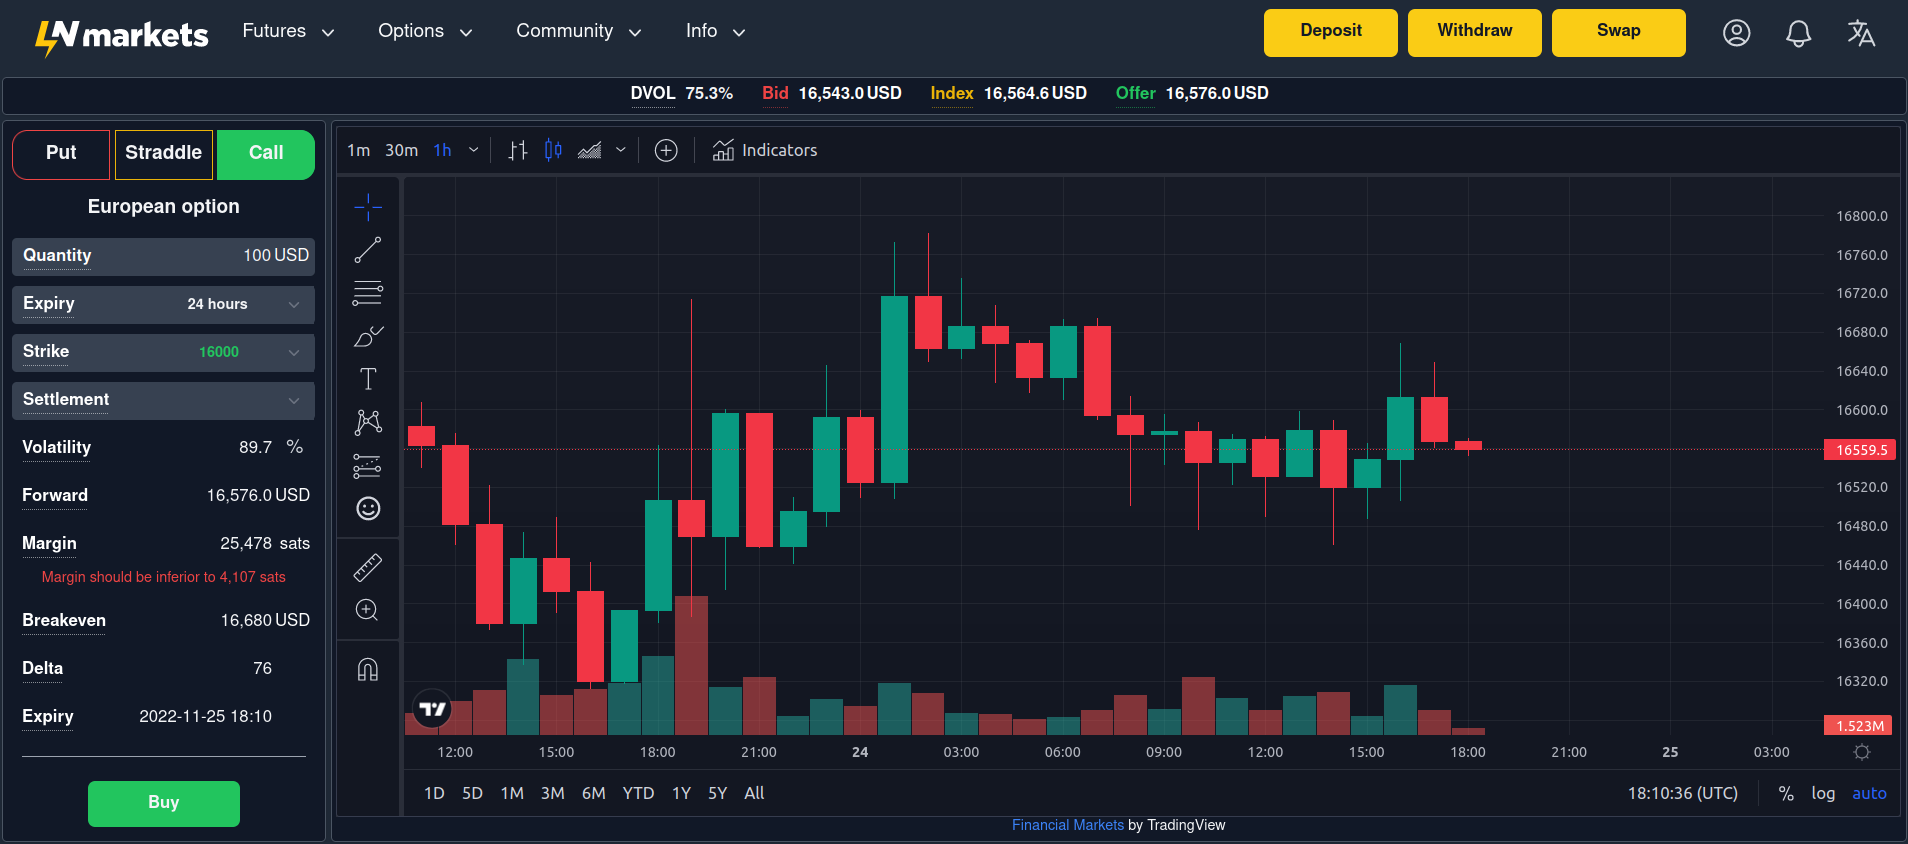 LN markets Futures Options Community Info Deposit Withdraw Swap
DVOL 75.3% Bid 16,543.0 USD Index 16,564.6 USD Offer 16,576.0 USD
Put Straddle Call
European option
Quantity 100 USD
Expiry 24 hours
Strike 16000
Settlement
Volatility 89.7 %
Forward 16,576.0 USD
Margin 25,478 sats
Margin should be inferior to 4,107 sats
Breakeven 16,680 USD
Delta 76
Expiry 2022-11-25 18:10
Buy
1m 30m 1h Indicators
T
16800.0
16760.0
16720.0
16680.0
16640.0
16600.0
16559.5
16520.0
16480.0
16440.0
16400.0
16360.0
16320.0
1.523M
12:00 15:00 18:00 21:00 24 03:00 06:00 09:00 12:00 15:00 18:00 21:00 25 03:00
1D 5D 1M 3M 6M YTD 1Y 5Y All 18:10:36 (UTC) % log auto
Financial Markets by TradingView